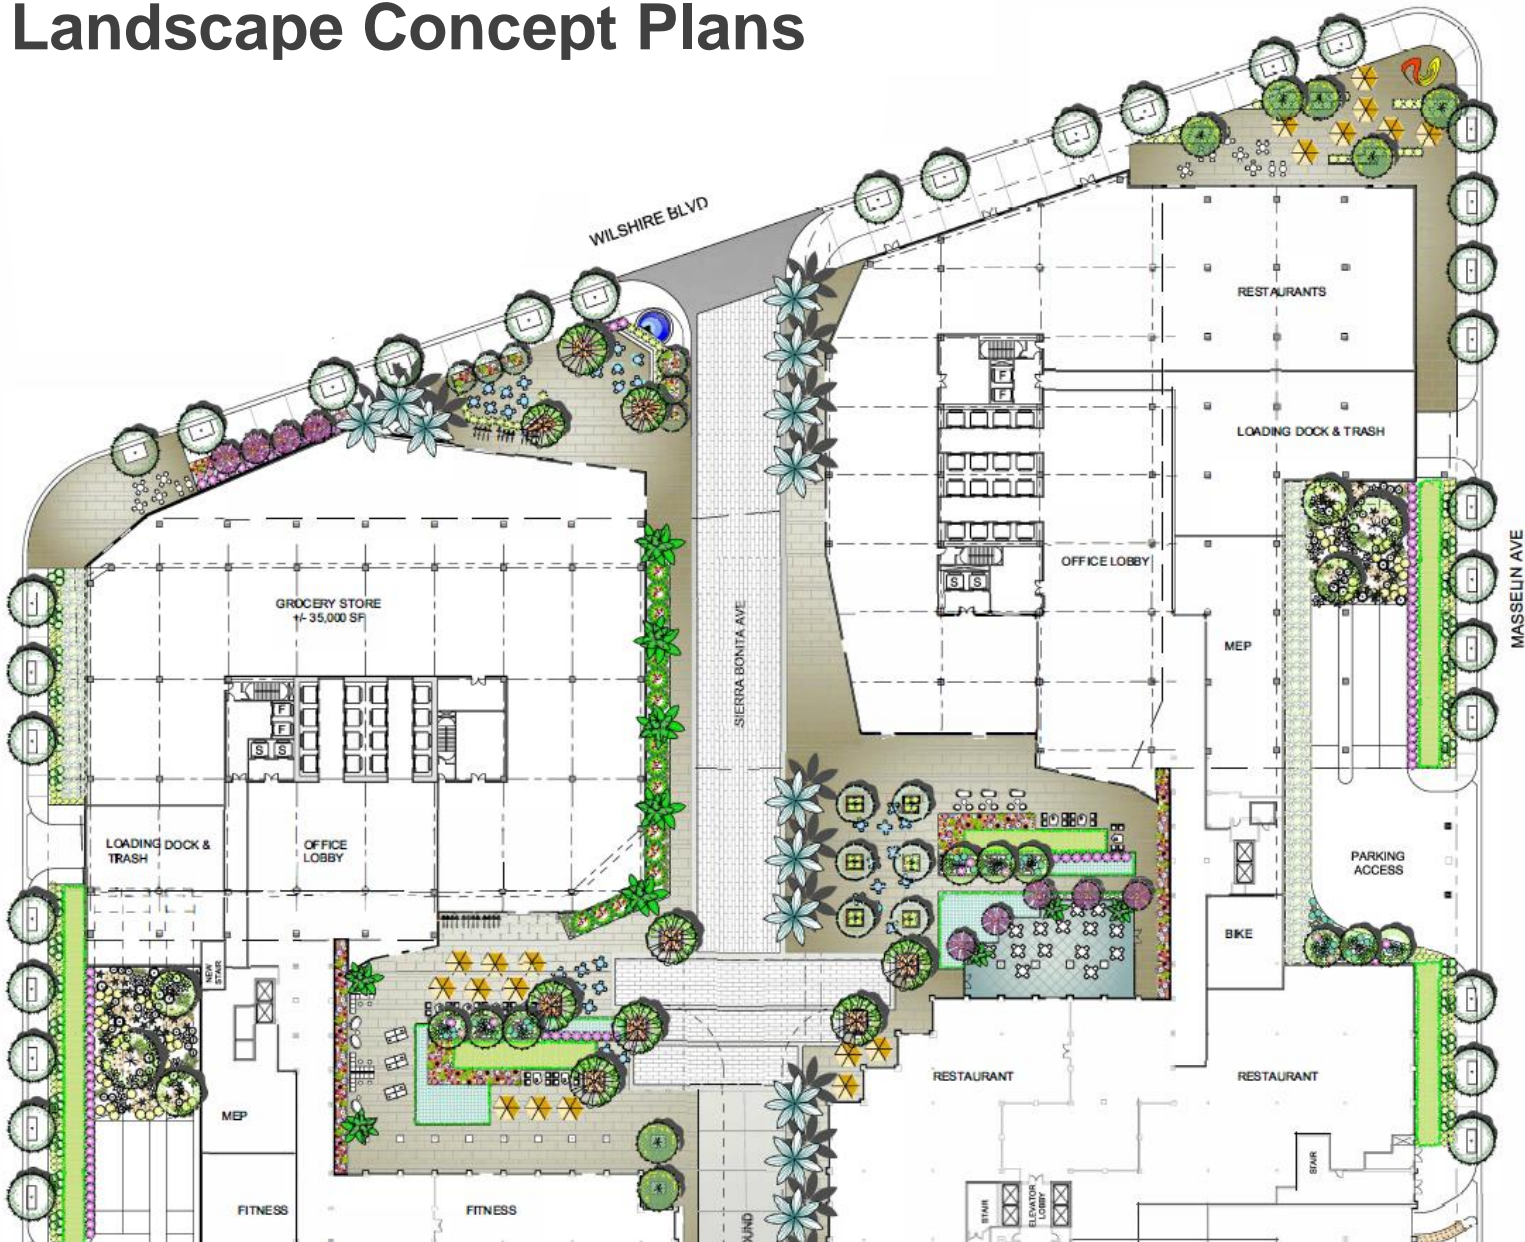 Landscape Concept Plans
WILSHIRE BLVD
RESTAURANTS
F
F
LOADING DOCK & TRASH
MASSELIN AVE
OFFICE LOBBY
S S
GROCERY STORE
+/- 35,000 SF
SIERRA BONITA AVE
MEP
F
F
S S
LOADING DOCK &
TRASH
OFFICE
LOBBY
PARKING
ACCESS
BIKE
NEW
STAIR
RESTAURANT
RESTAURANT
MEP
STAIR
FITNESS
FITNESS
STAIR
ELEVATOR
LOBBY